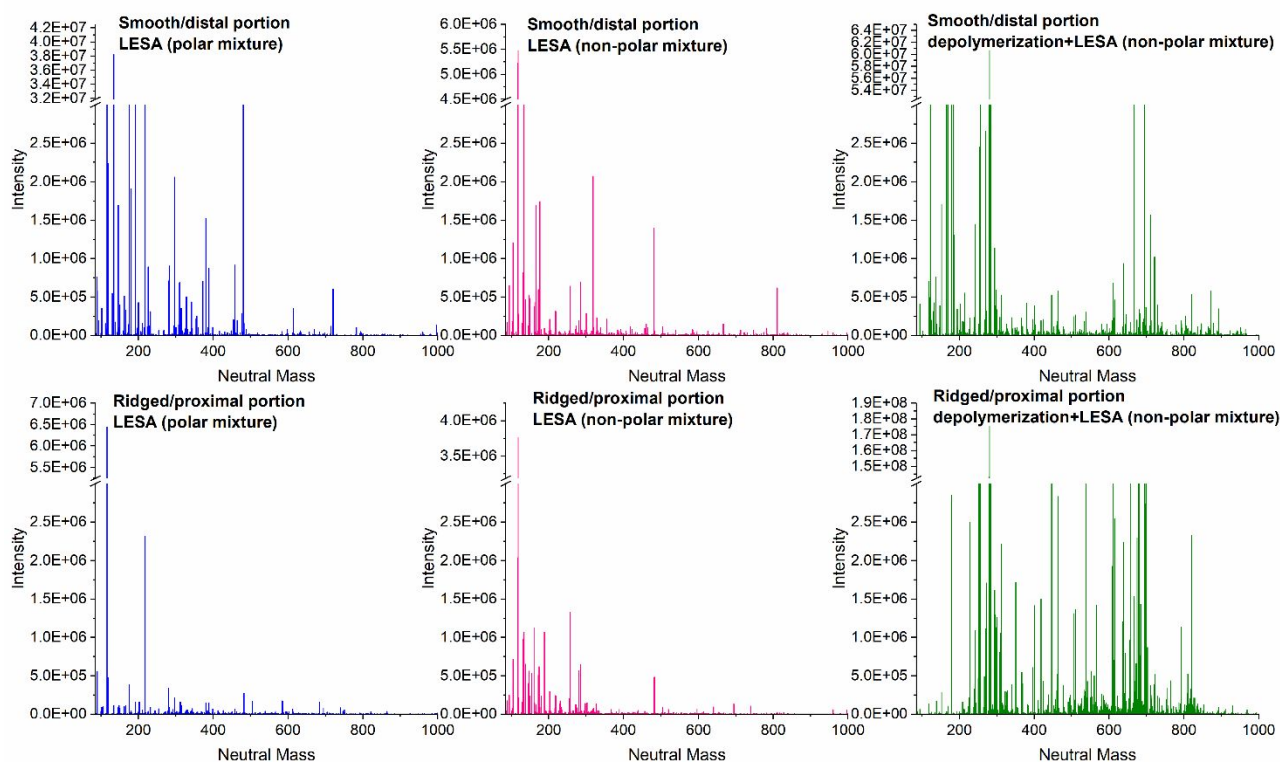 Smooth/distal portion
LESA (polar mixture)
4.2E+07
4.0E+07
3.8E+07
3.6E+07
3.4E+07
3.2E+07
2.5E+06
2.0E+06
1.5E+06
1.0E+06
5.0E+05
0.0E+00
Intensity
200
400
600
800
1000
Neutral Mass
Smooth/distal portion
LESA (non-polar mixture)
6.0E+06
5.5E+06
5.0E+06
4.5E+06
2.5E+06
2.0E+06
1.5E+06
1.0E+06
5.0E+05
0.0E+00
Intensity
200
400
600
800
1000
Neutral Mass
Smooth/distal portion
depolymerization+LESA (non-polar mixture)
6.4E+07
6.2E+07
6.0E+07
5.8E+07
5.6E+07
5.4E+07
2.5E+06
2.0E+06
1.5E+06
1.0E+06
5.0E+05
0.0E+00
Intensity
200
400
600
800
1000
Neutral Mass
Ridged/proximal portion
LESA (polar mixture)
7.0E+06
6.5E+06
6.0E+06
5.5E+06
2.5E+06
2.0E+06
1.5E+06
1.0E+06
5.0E+05
0.0E+00
Intensity
200
400
600
800
1000
Neutral Mass
Ridged/proximal portion
LESA (non-polar mixture)
4.0E+06
3.5E+06
2.5E+06
2.0E+06
1.5E+06
1.0E+06
5.0E+05
0.0E+00
Intensity
200
400
600
800
1000
Neutral Mass
Ridged/proximal portion
depolymerization+LESA (non-polar mixture)
1.9E+08
1.8E+08
1.7E+08
1.6E+08
1.5E+08
2.5E+06
2.0E+06
1.5E+06
1.0E+06
5.0E+05
0.0E+00
Intensity
200
400
600
800
1000
Neutral Mass